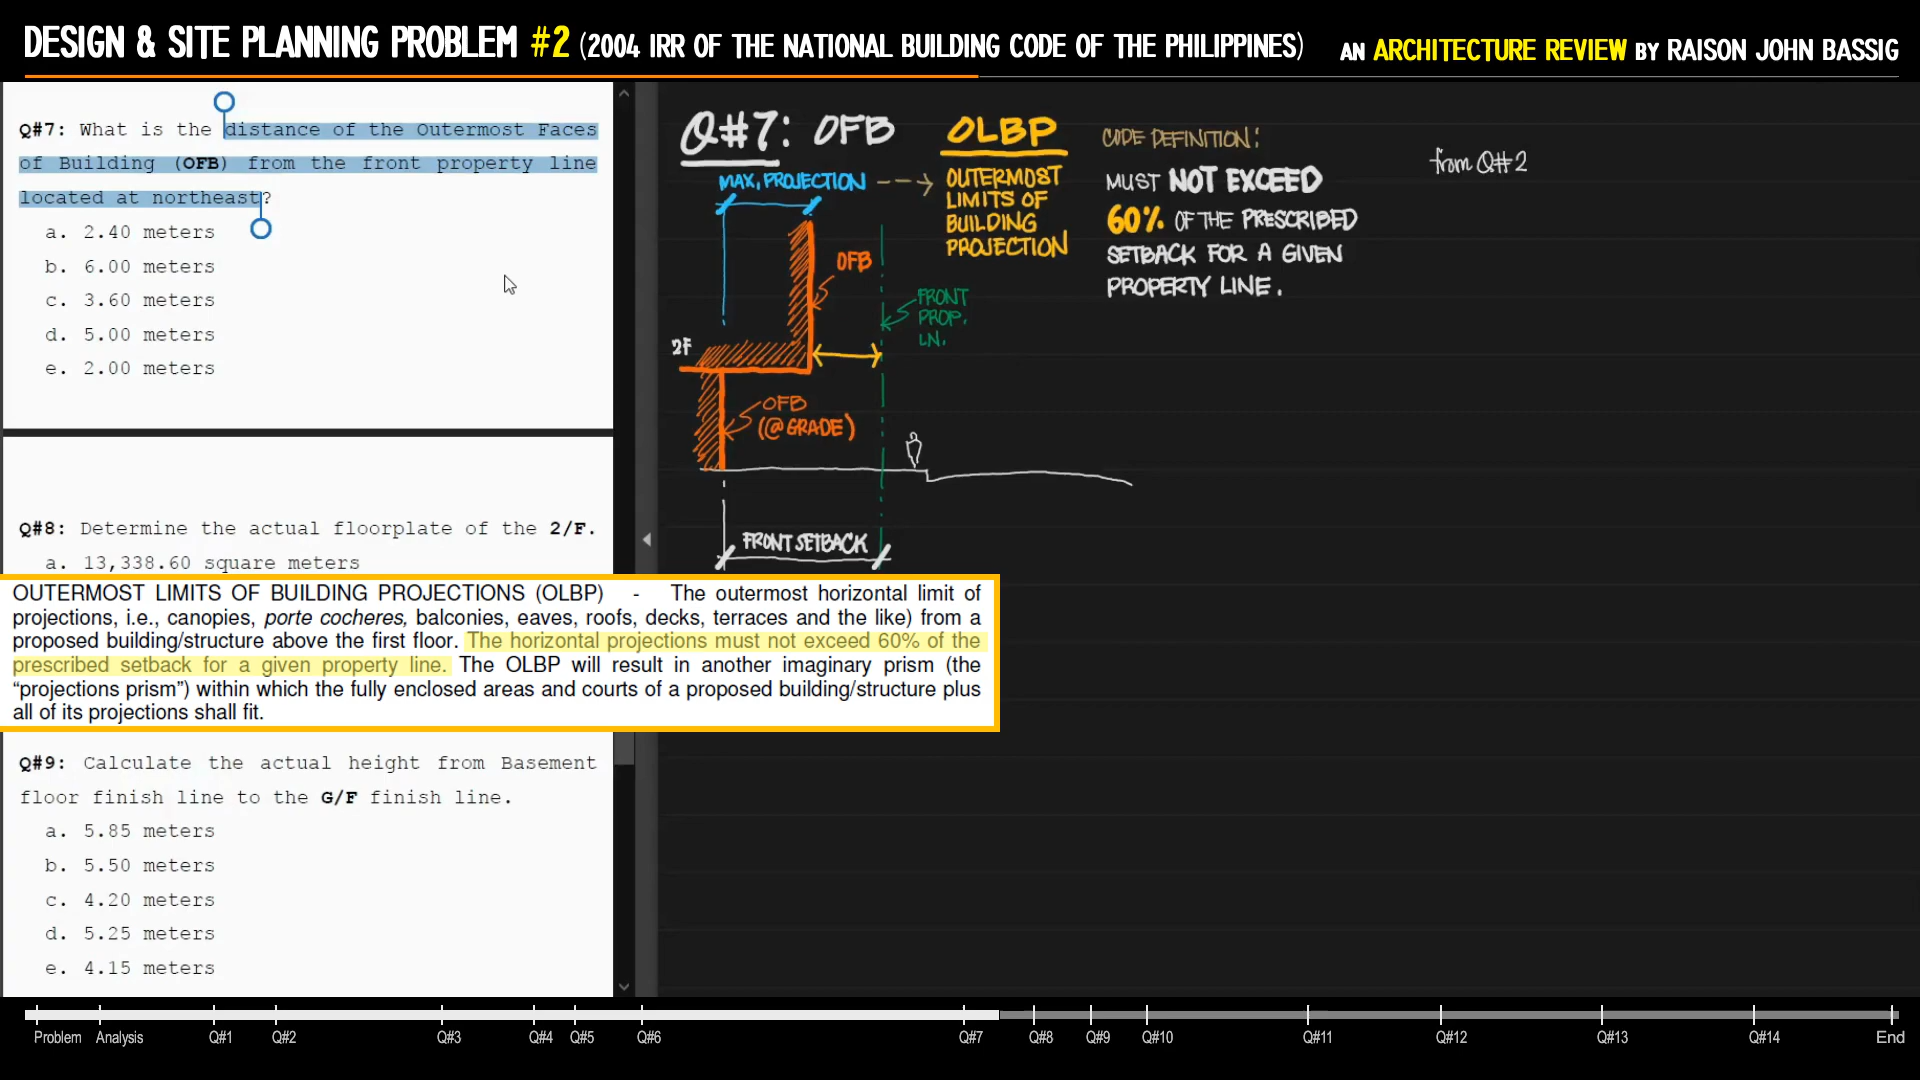 DESIGN & SITE PLANNING PROBLEM #2 (2004 IRR OF THE NATIONAL BUILDING CODE OF THE PHILIPPINES) AN ARCHITECTURE REVIEW BY RAISON JOHN BASSIG
Q#7: What is the distance of the Outermost Faces
of Building (OFB) from the front property line
located at northeast?
a. 2.40 meters
b. 6.00 meters
c. 3.60 meters
d. 5.00 meters
e. 2.00 meters
Q#8: Determine the actual floorplate of the 2/F.
a. 13,338.60 square meters
OUTERMOST LIMITS OF BUILDING PROJECTIONS (OLBP) - The outermost horizontal limit of
projections, i.e., canopies, porte cocheres, balconies, eaves, roofs, decks, terraces and the like) from a
proposed building/structure above the first floor. The horizontal projections must not exceed 60% of the
prescribed setback for a given property line. The OLBP will result in another imaginary prism (the
“projections prism”) within which the fully enclosed areas and courts of a proposed building/structure plus
all of its projections shall fit.
Q#9: Calculate the actual height from Basement
floor finish line to the G/F finish line.
a. 5.85 meters
b. 5.50 meters
c. 4.20 meters
d. 5.25 meters
e. 4.15 meters
Q#7: OFB
MAX. PROJECTION
OFB
FRONT
PROP.
LN.
2F
OFB
(@ GRADE)
FRONT SETBACK
OLBP
OUTERMOST
LIMITS OF
BUILDING
PROJECTION
CODE DEFINITION:
MUST NOT EXCEED
60% OF THE PRESCRIBED
SETBACK FOR A GIVEN
PROPERTY LINE.
from Q#2
Problem Analysis Q#1 Q#2 Q#3 Q#4 Q#5 Q#6 Q#7 Q#8 Q#9 Q#10 Q#11 Q#12 Q#13 Q#14 End